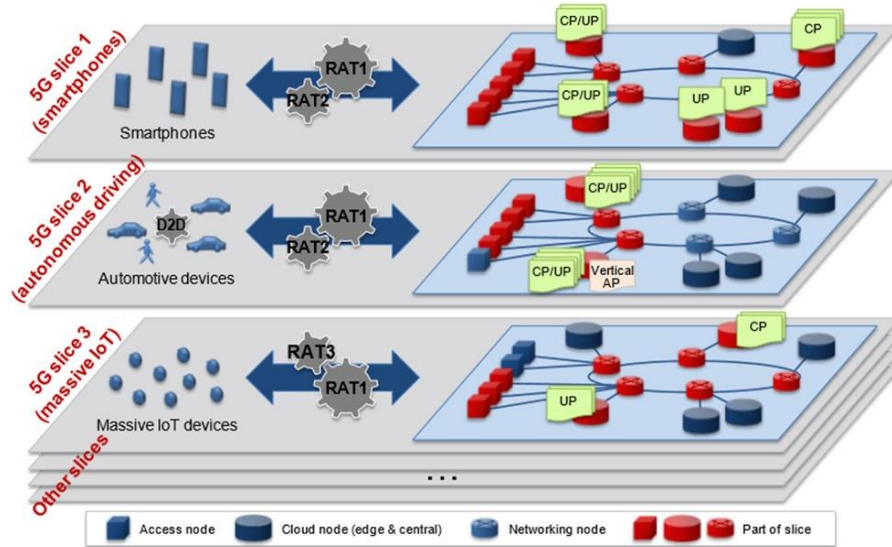 5G slice 1
(smartphones)
Smartphones
RAT1
RAT2
CP/UP
CP
CP/UP
UP
UP
5G slice 2
(autonomous driving)
D2D
Automotive devices
RAT1
RAT2
CP/UP
CP/UP
Vertical
AP
5G slice 3
(massive IoT)
Massive IoT devices
RAT3
RAT1
CP
UP
Other slices
...
Access node
Cloud node (edge & central)
Networking node
Part of slice